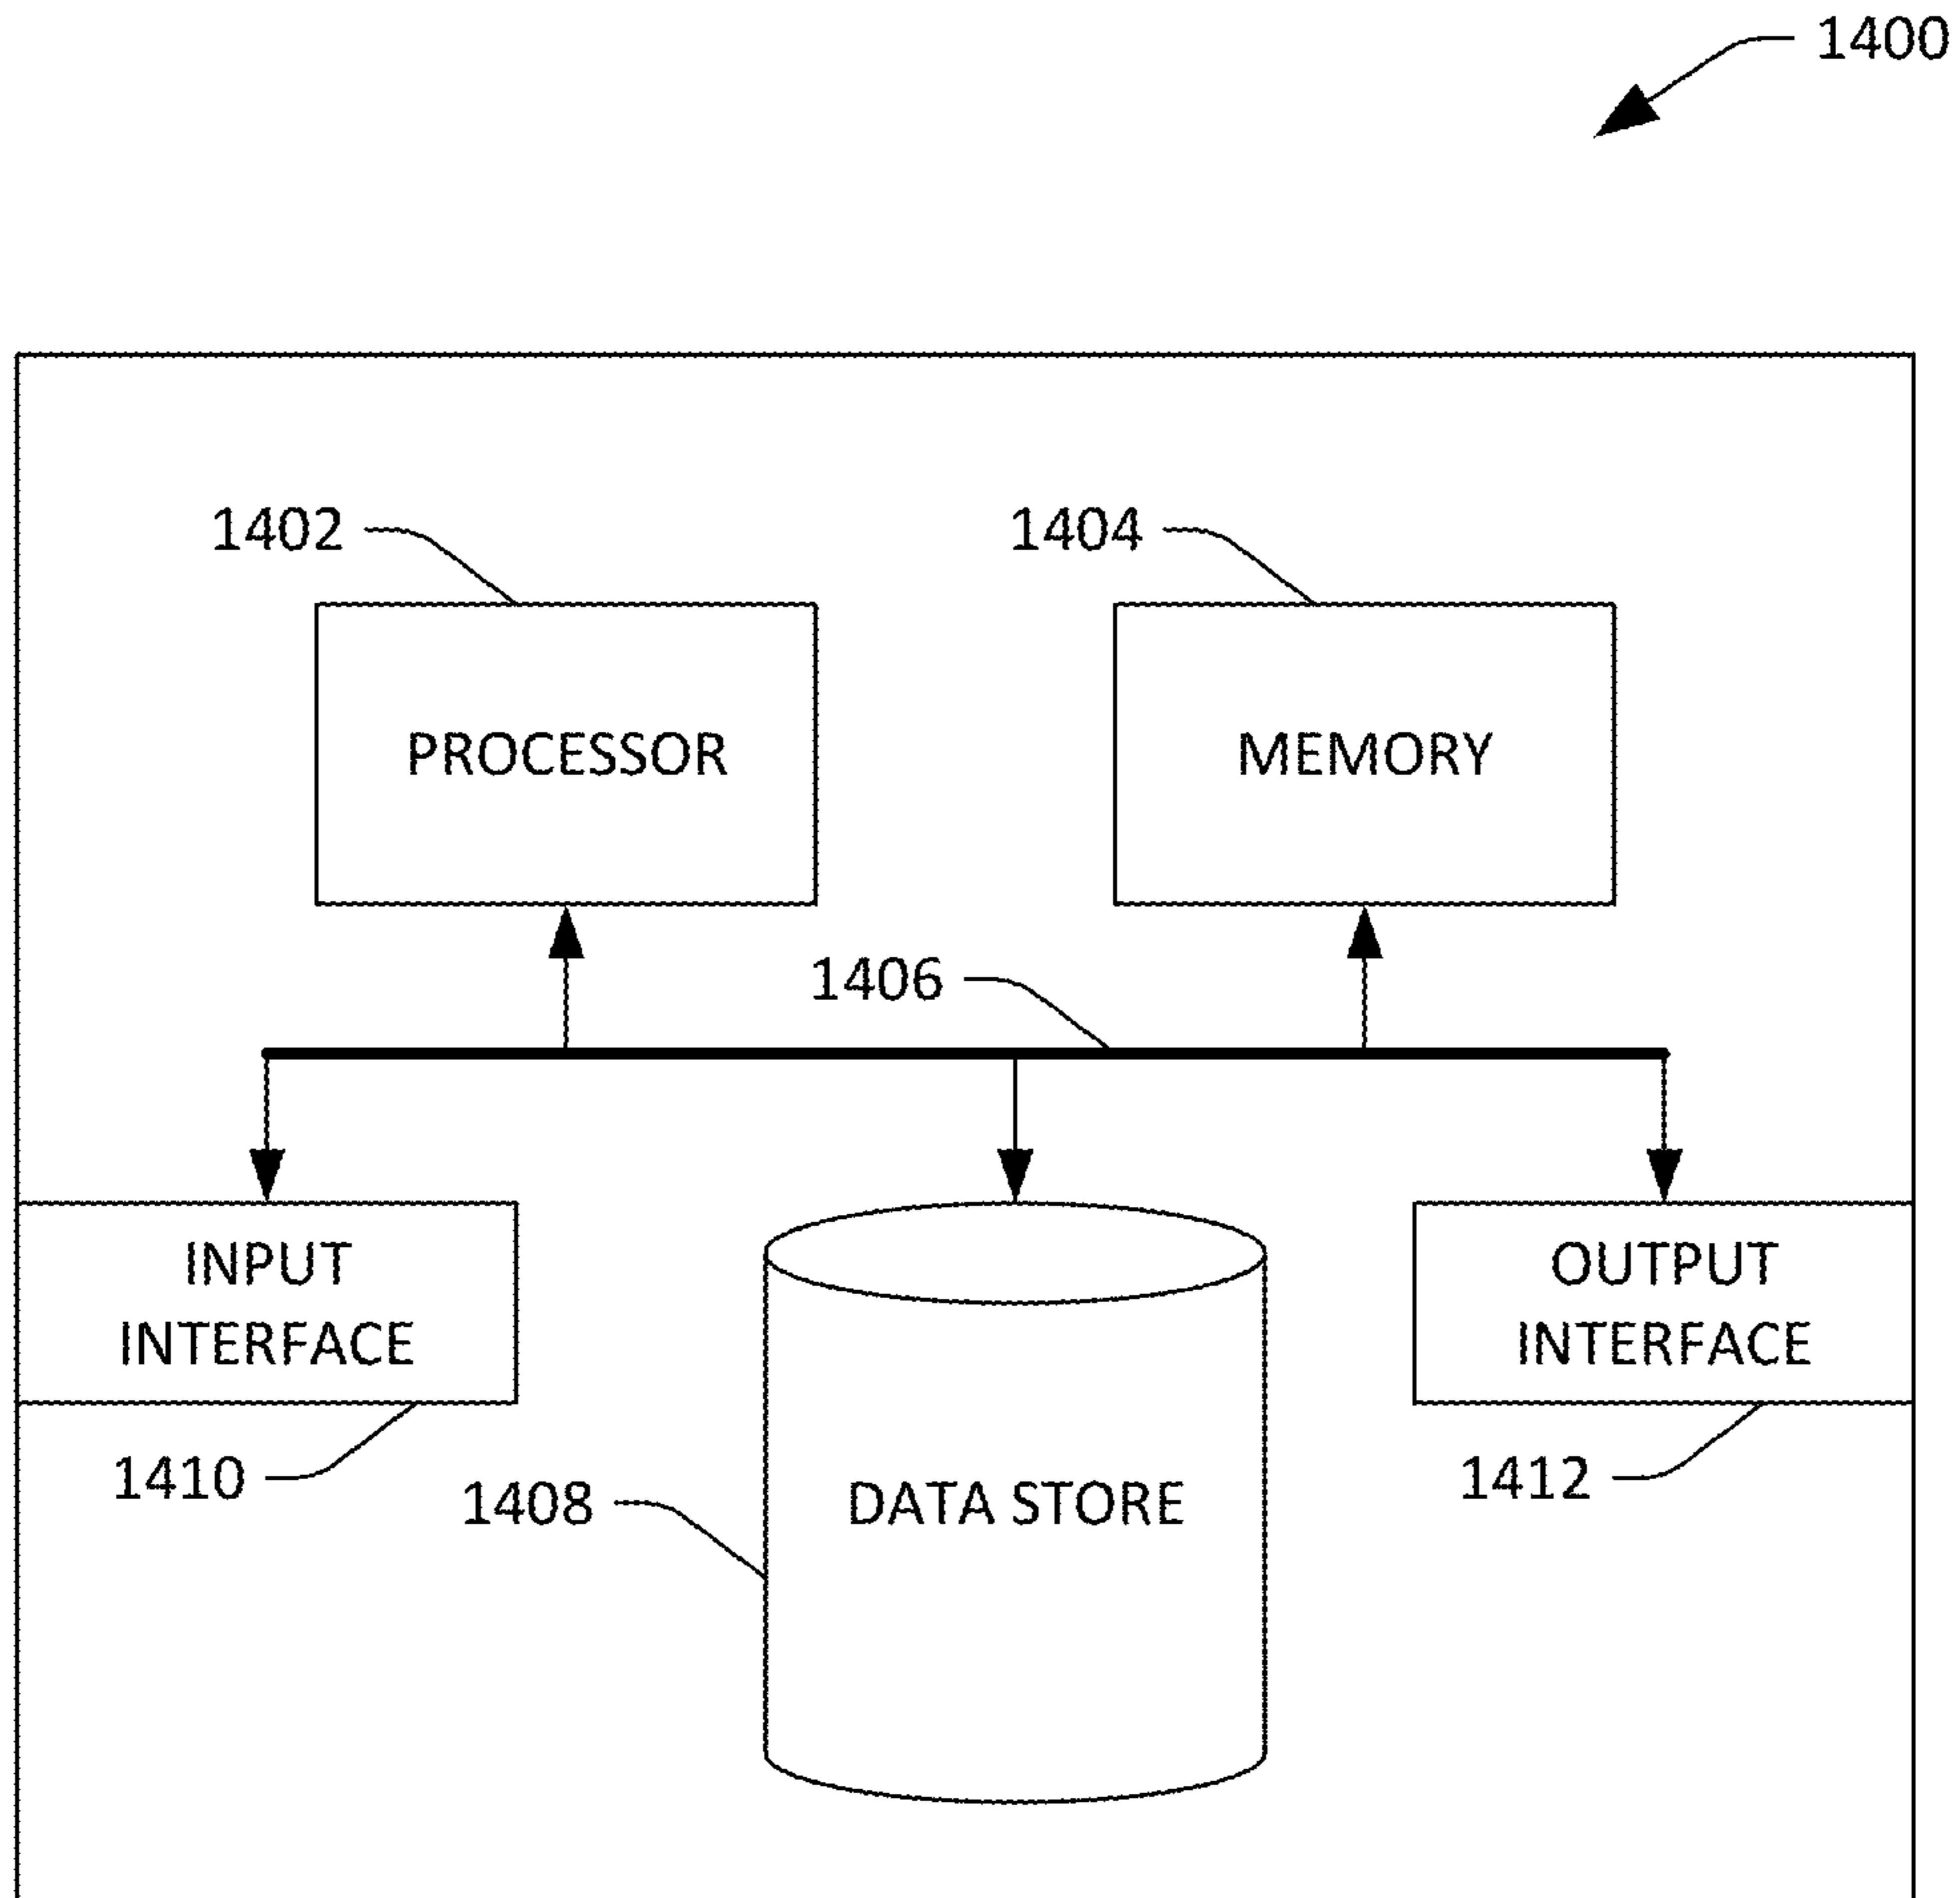 1400
1402
1404
PROCESSOR
MEMORY
1406
INPUT
INTERFACE
OUTPUT
INTERFACE
1410
1408
DATA STORE
1412